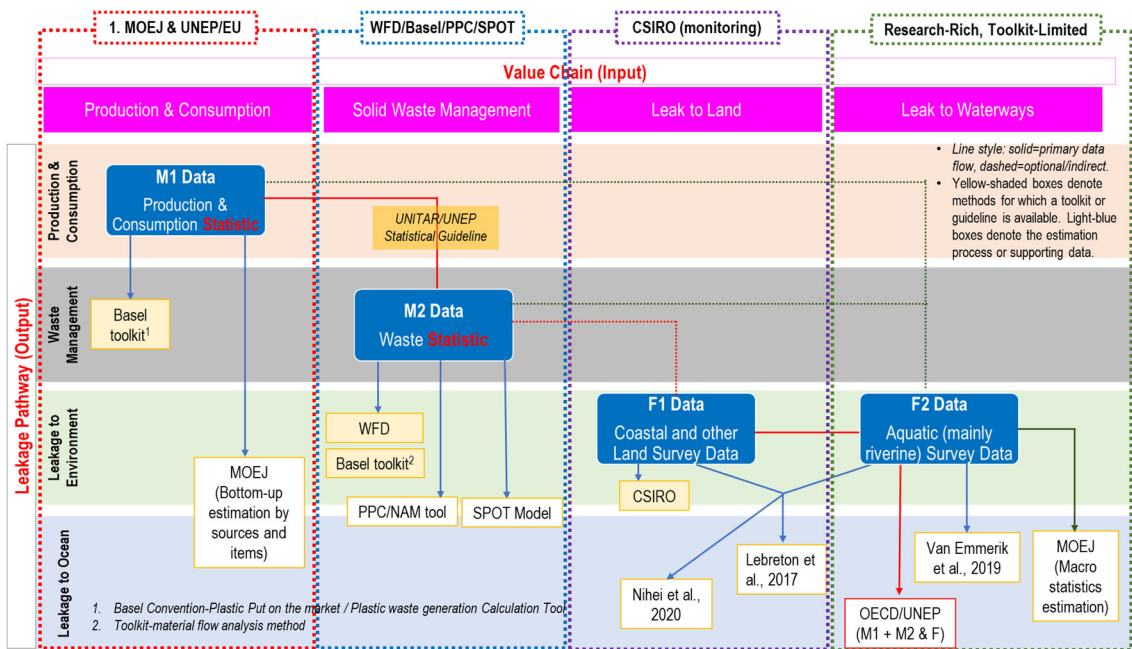 1. MOEJ & UNEP/EU
WFD/Basel/PPC/SPOT
CSIRO (monitoring)
Research-Rich, Toolkit-Limited
Value Chain (Input)
Production & Consumption
Solid Waste Management
Leak to Land
Leak to Waterways
Leakage Pathway (Output)
Production &
Consumption
M1 Data
Production &
Consumption Statistic
UNITAR/UNEP
Statistical Guideline
• Line style: solid=primary data
flow, dashed=optional/indirect.
• Yellow-shaded boxes denote
methods for which a toolkit or
guideline is available. Light-blue
boxes denote the estimation
process or supporting data.
Waste
Management
Basel
toolkit¹
M2 Data
Waste Statistic
Leakage to
Environment
F1 Data
Coastal and other
Land Survey Data
F2 Data
Aquatic (mainly
riverine) Survey Data
WFD
Basel toolkit²
CSIRO
MOEJ
(Bottom-up
estimation by
sources and
items)
PPC/NAM tool
SPOT Model
Leakage to Ocean
Nihei et al.,
2020
Lebreton et
al., 2017
Van Emmerik
et al., 2019
MOEJ
(Macro
statistics
estimation)
OECD/UNEP
(M1 + M2 & F)
1. Basel Convention-Plastic Put on the market / Plastic waste generation Calculation Tool
2. Toolkit-material flow analysis method